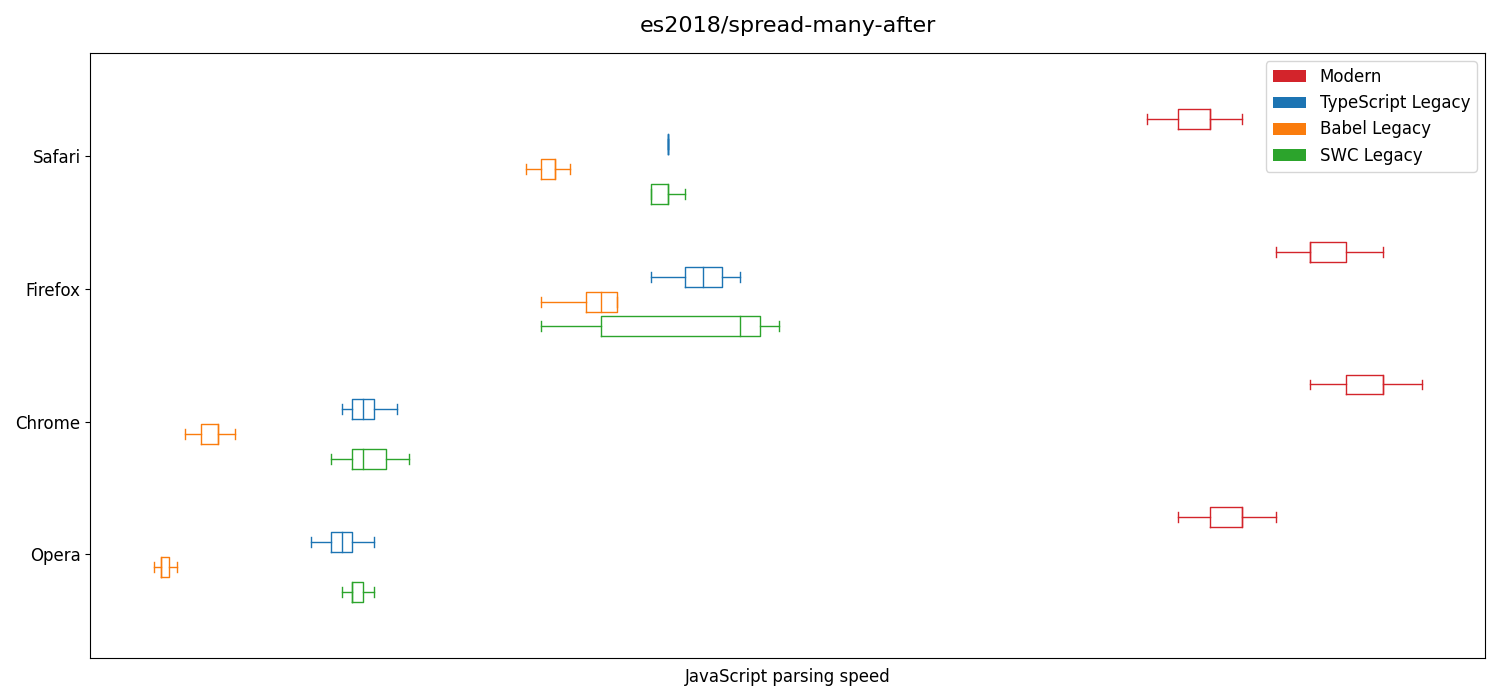 es2018/spread-many-after
Modern
TypeScript Legacy
Babel Legacy
SWC Legacy
Safari
Firefox
Chrome
Opera
JavaScript parsing speed